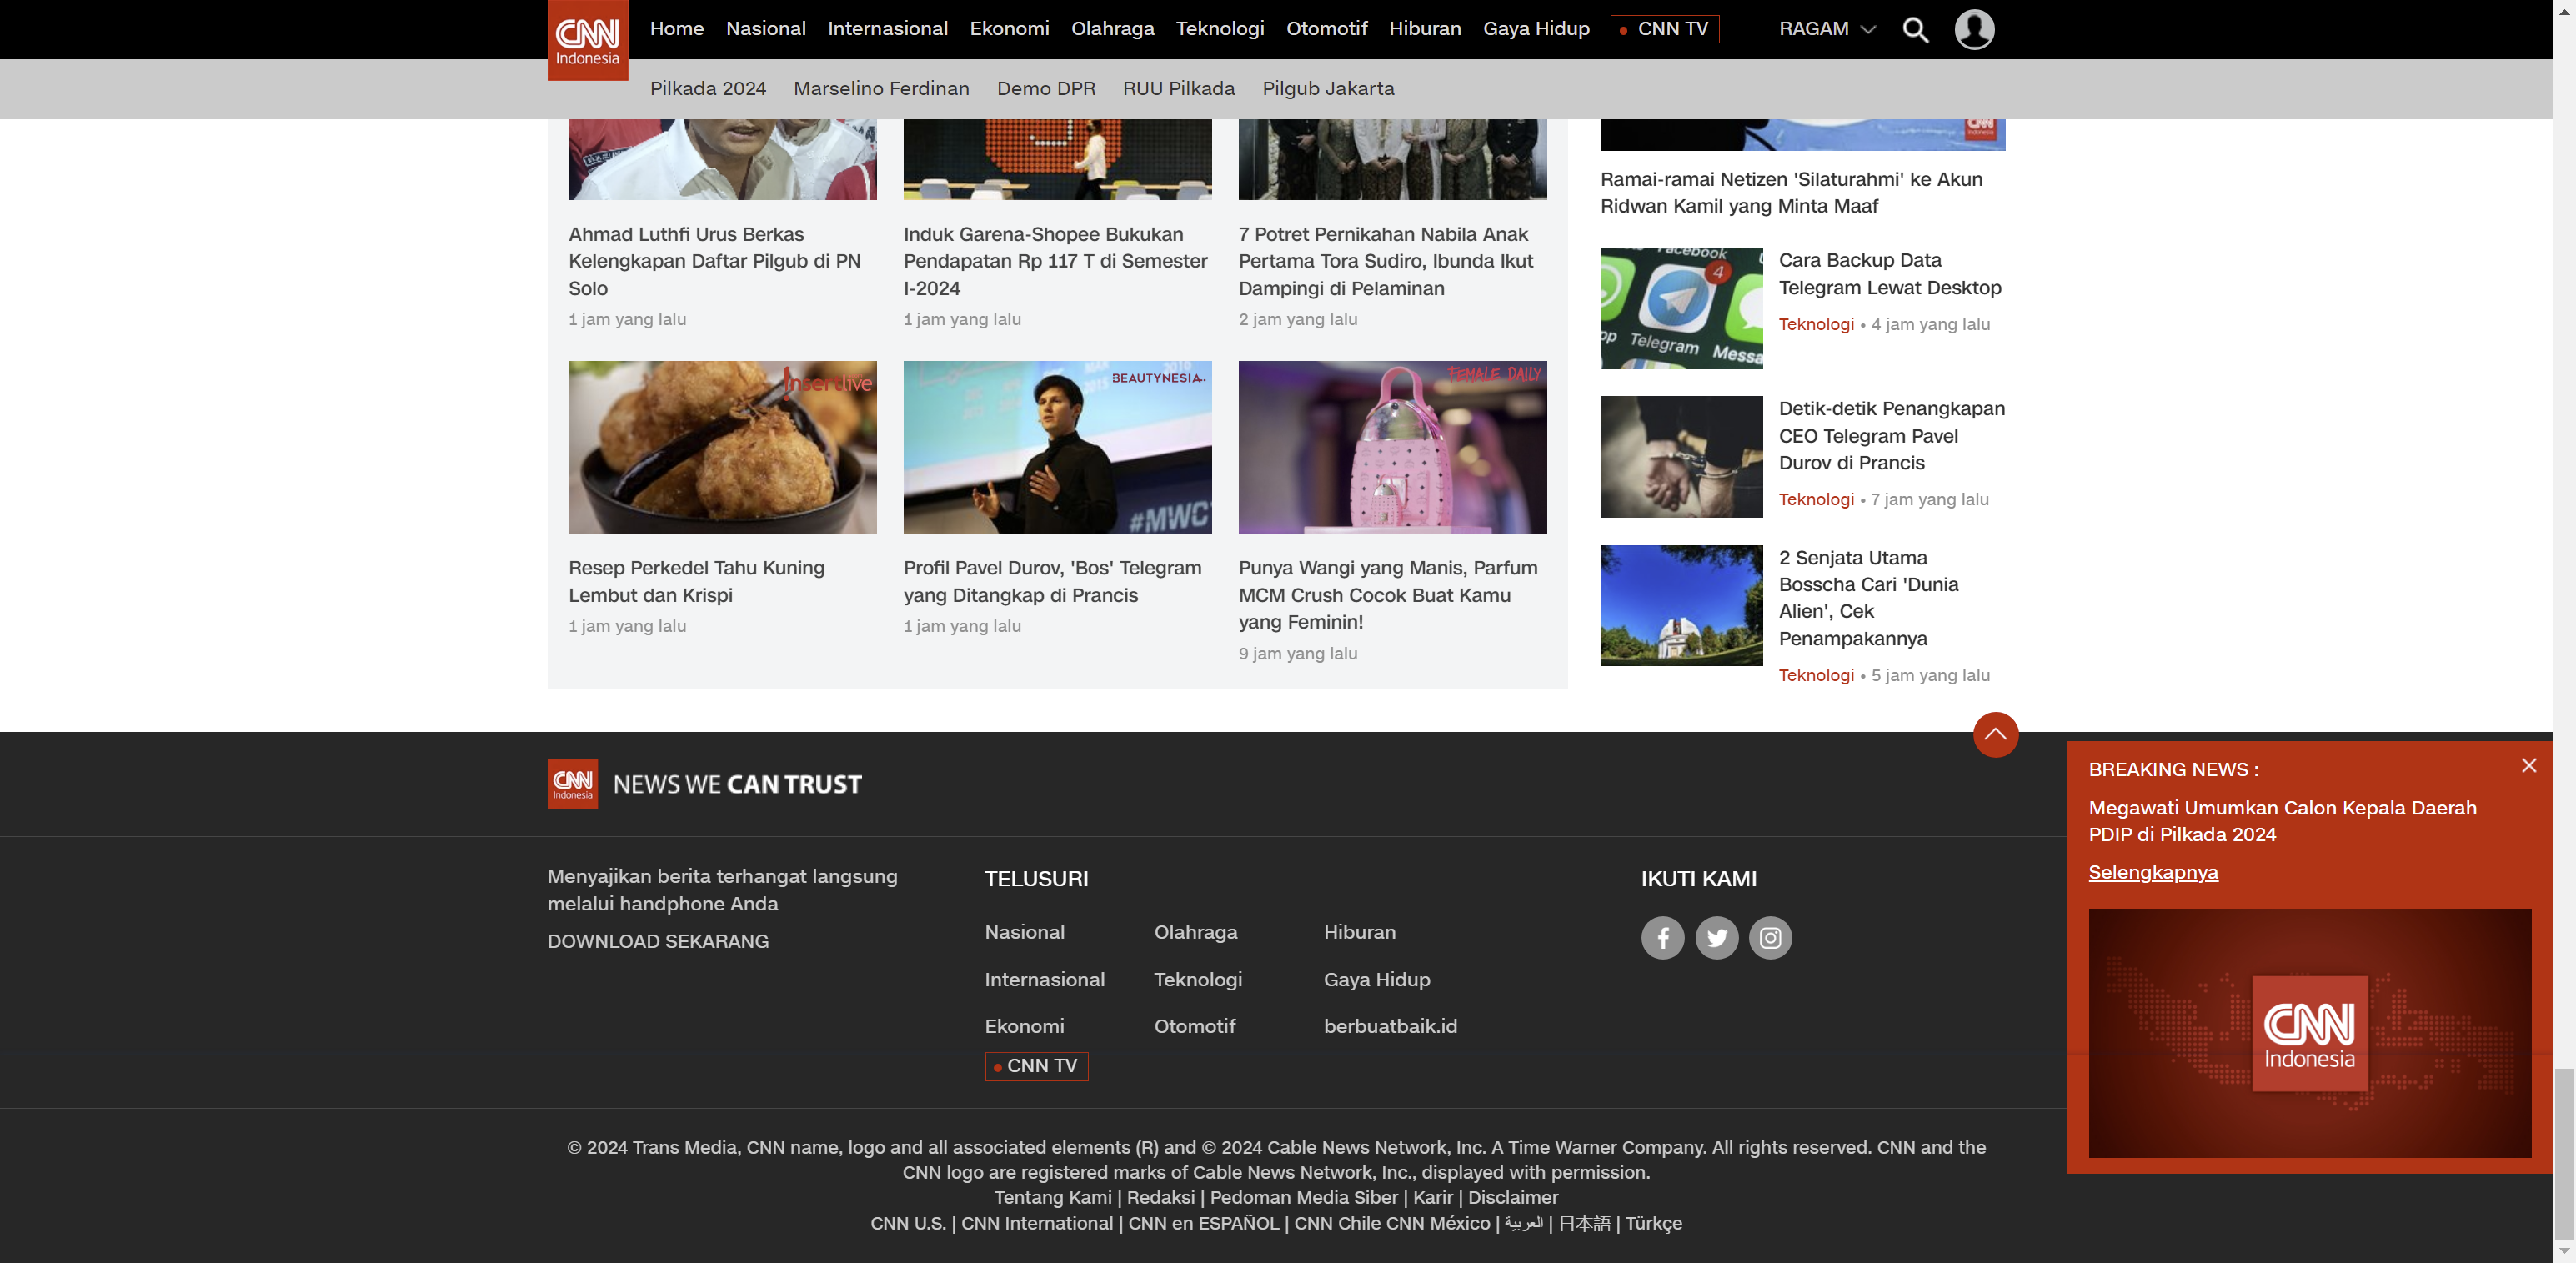 CNN Indonesia
Home Nasional Internasional Ekonomi Olahraga Teknologi Otomotif Hiburan Gaya Hidup CNN TV RAGAM
Pilkada 2024 Marselino Ferdinan Demo DPR RUU Pilkada Pilgub Jakarta
Ahmad Luthfi Urus Berkas
Kelengkapan Daftar Pilgub di PN
Solo
1 jam yang lalu
Induk Garena-Shopee Bukukan
Pendapatan Rp 117 T di Semester
I-2024
1 jam yang lalu
7 Potret Pernikahan Nabila Anak
Pertama Tora Sudiro, Ibunda Ikut
Dampingi di Pelaminan
2 jam yang lalu
Insertlive
Resep Perkedel Tahu Kuning
Lembut dan Krispi
1 jam yang lalu
BEAUTYNESIA
#MWC
Profil Pavel Durov, 'Bos' Telegram
yang Ditangkap di Prancis
1 jam yang lalu
FEMALE DAILY
Punya Wangi yang Manis, Parfum
MCM Crush Cocok Buat Kamu
yang Feminin!
9 jam yang lalu
CNN
Ramai-ramai Netizen 'Silaturahmi' ke Akun
Ridwan Kamil yang Minta Maaf
Facebook
4
Telegram
Cara Backup Data
Telegram Lewat Desktop
Teknologi • 4 jam yang lalu
Detik-detik Penangkapan
CEO Telegram Pavel
Durov di Prancis
Teknologi • 7 jam yang lalu
2 Senjata Utama
Bosscha Cari 'Dunia
Alien', Cek
Penampakannya
Teknologi • 5 jam yang lalu
CNN Indonesia
NEWS WE CAN TRUST
Menyajikan berita terhangat langsung
melalui handphone Anda
DOWNLOAD SEKARANG
TELUSURI
Nasional Olahraga Hiburan
Internasional Teknologi Gaya Hidup
Ekonomi Otomotif berbuatbaik.id
CNN TV
IKUTI KAMI
BREAKING NEWS :
Megawati Umumkan Calon Kepala Daerah
PDIP di Pilkada 2024
Selengkapnya
CNN
Indonesia
© 2024 Trans Media, CNN name, logo and all associated elements (R) and © 2024 Cable News Network, Inc. A Time Warner Company. All rights reserved. CNN and the
CNN logo are registered marks of Cable News Network, Inc., displayed with permission.
Tentang Kami | Redaksi | Pedoman Media Siber | Karir | Disclaimer
CNN U.S. | CNN International | CNN en ESPAÑOL | CNN Chile CNN México | العربية | 日本語 | Türkçe